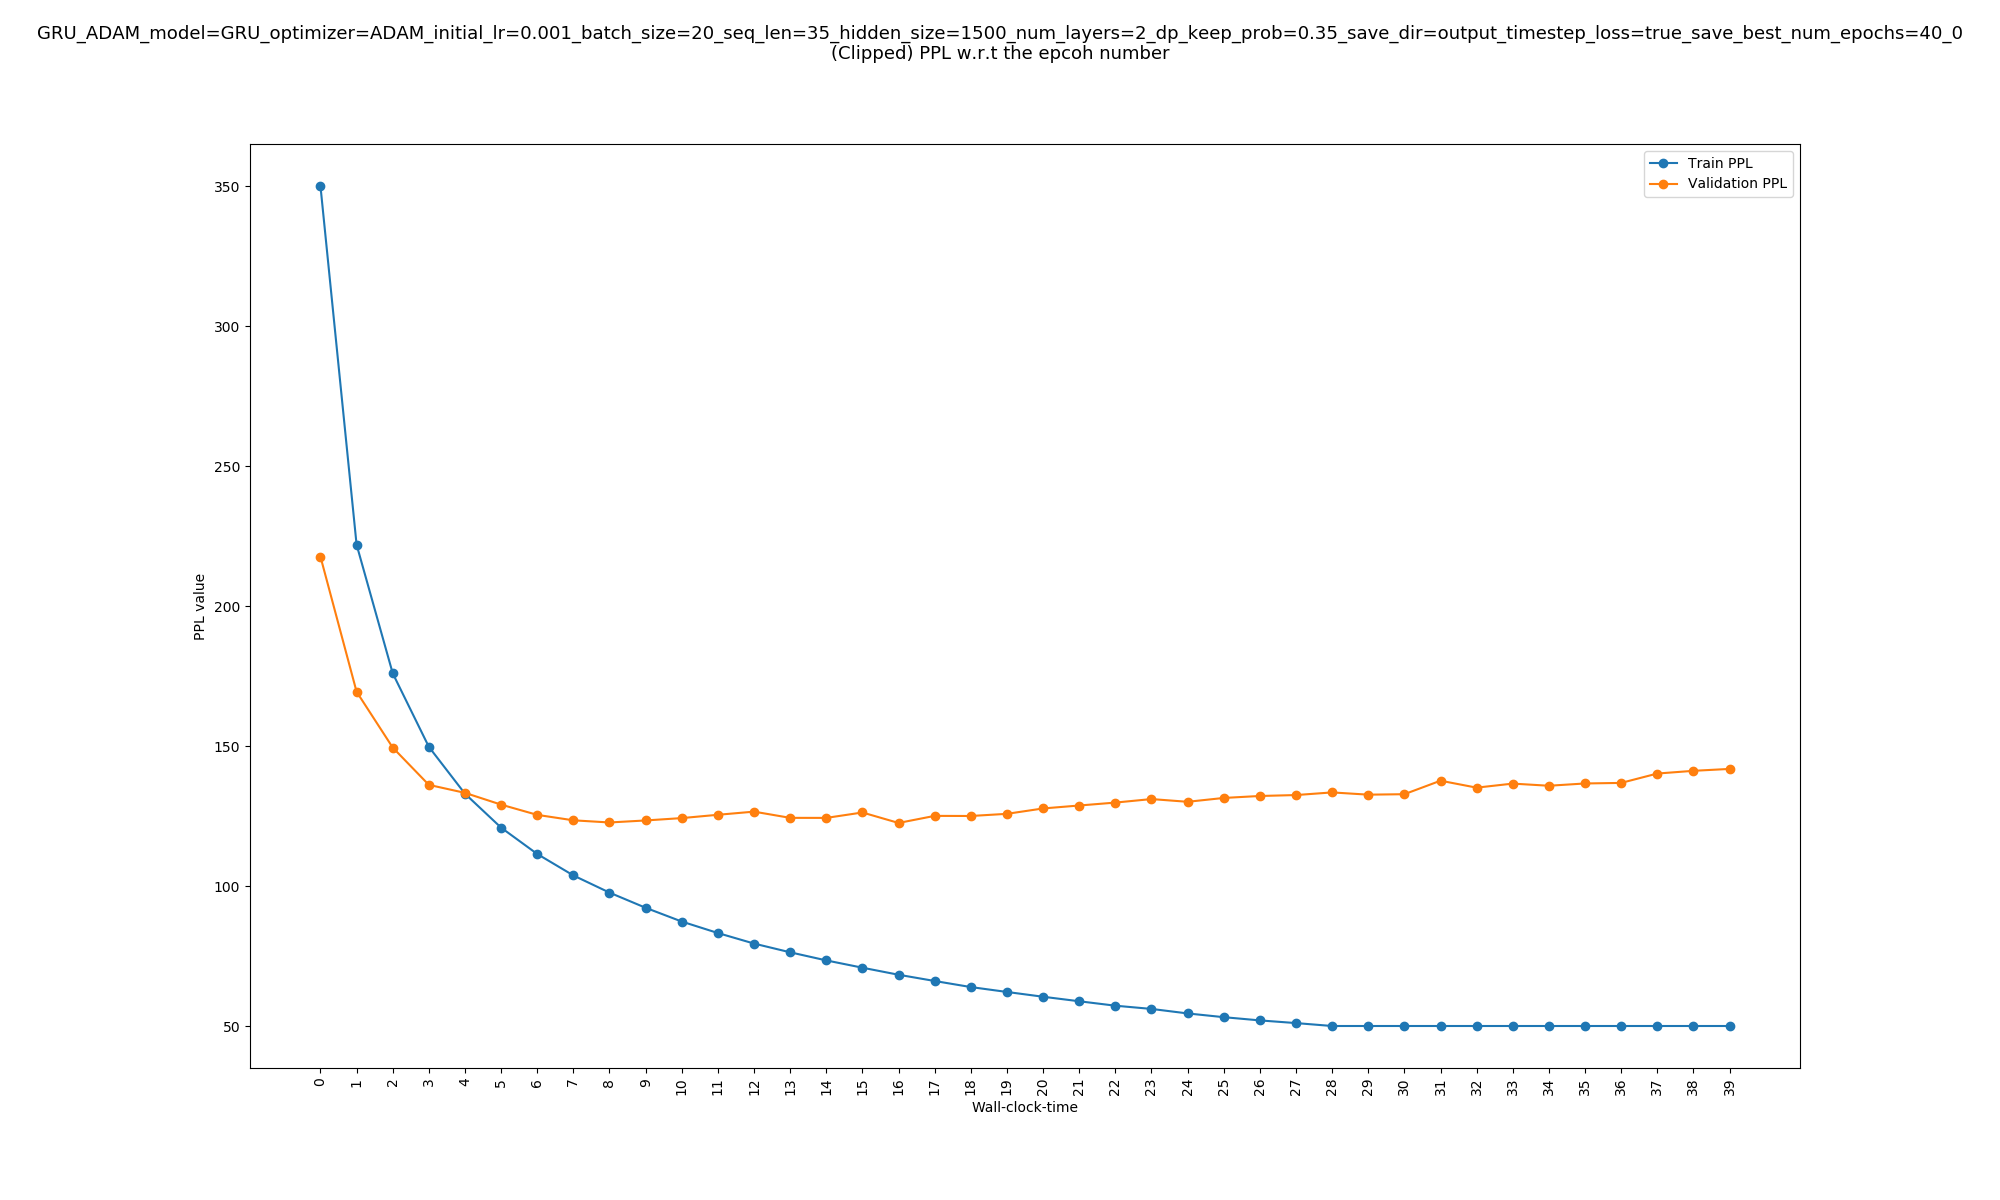 GRU_ADAM_model=GRU_optimizer=ADAM_initial_lr=0.001_batch_size=20_seq_len=35_hidden_size=1500_num_layers=2_dp_keep_prob=0.35_save_dir=output_timestep_loss=true_save_best_num_epochs=40_0
(Clipped) PPL w.r.t the epcoh number
Train PPL
Validation PPL
350
300
250
200
150
100
50
PPL value
0 1 2 3 4 5 6 7 8 9 10 11 12 13 14 15 16 17 18 19 20 21 22 23 24 25 26 27 28 29 30 31 32 33 34 35 36 37 38 39
Wall-clock-time